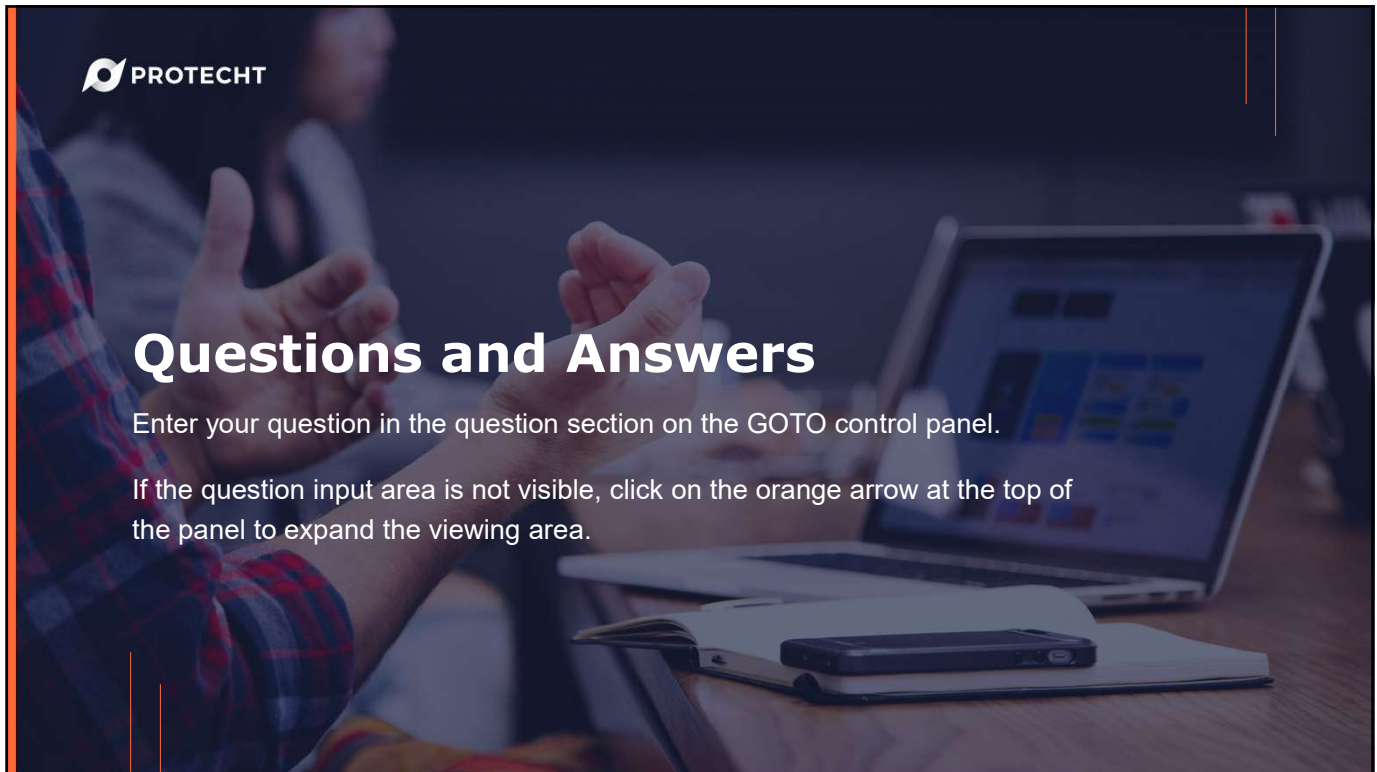 PROTECHT
Questions and Answers
Enter your question in the question section on the GOTO control panel.
If the question input area is not visible, click on the orange arrow at the top of
the panel to expand the viewing area.